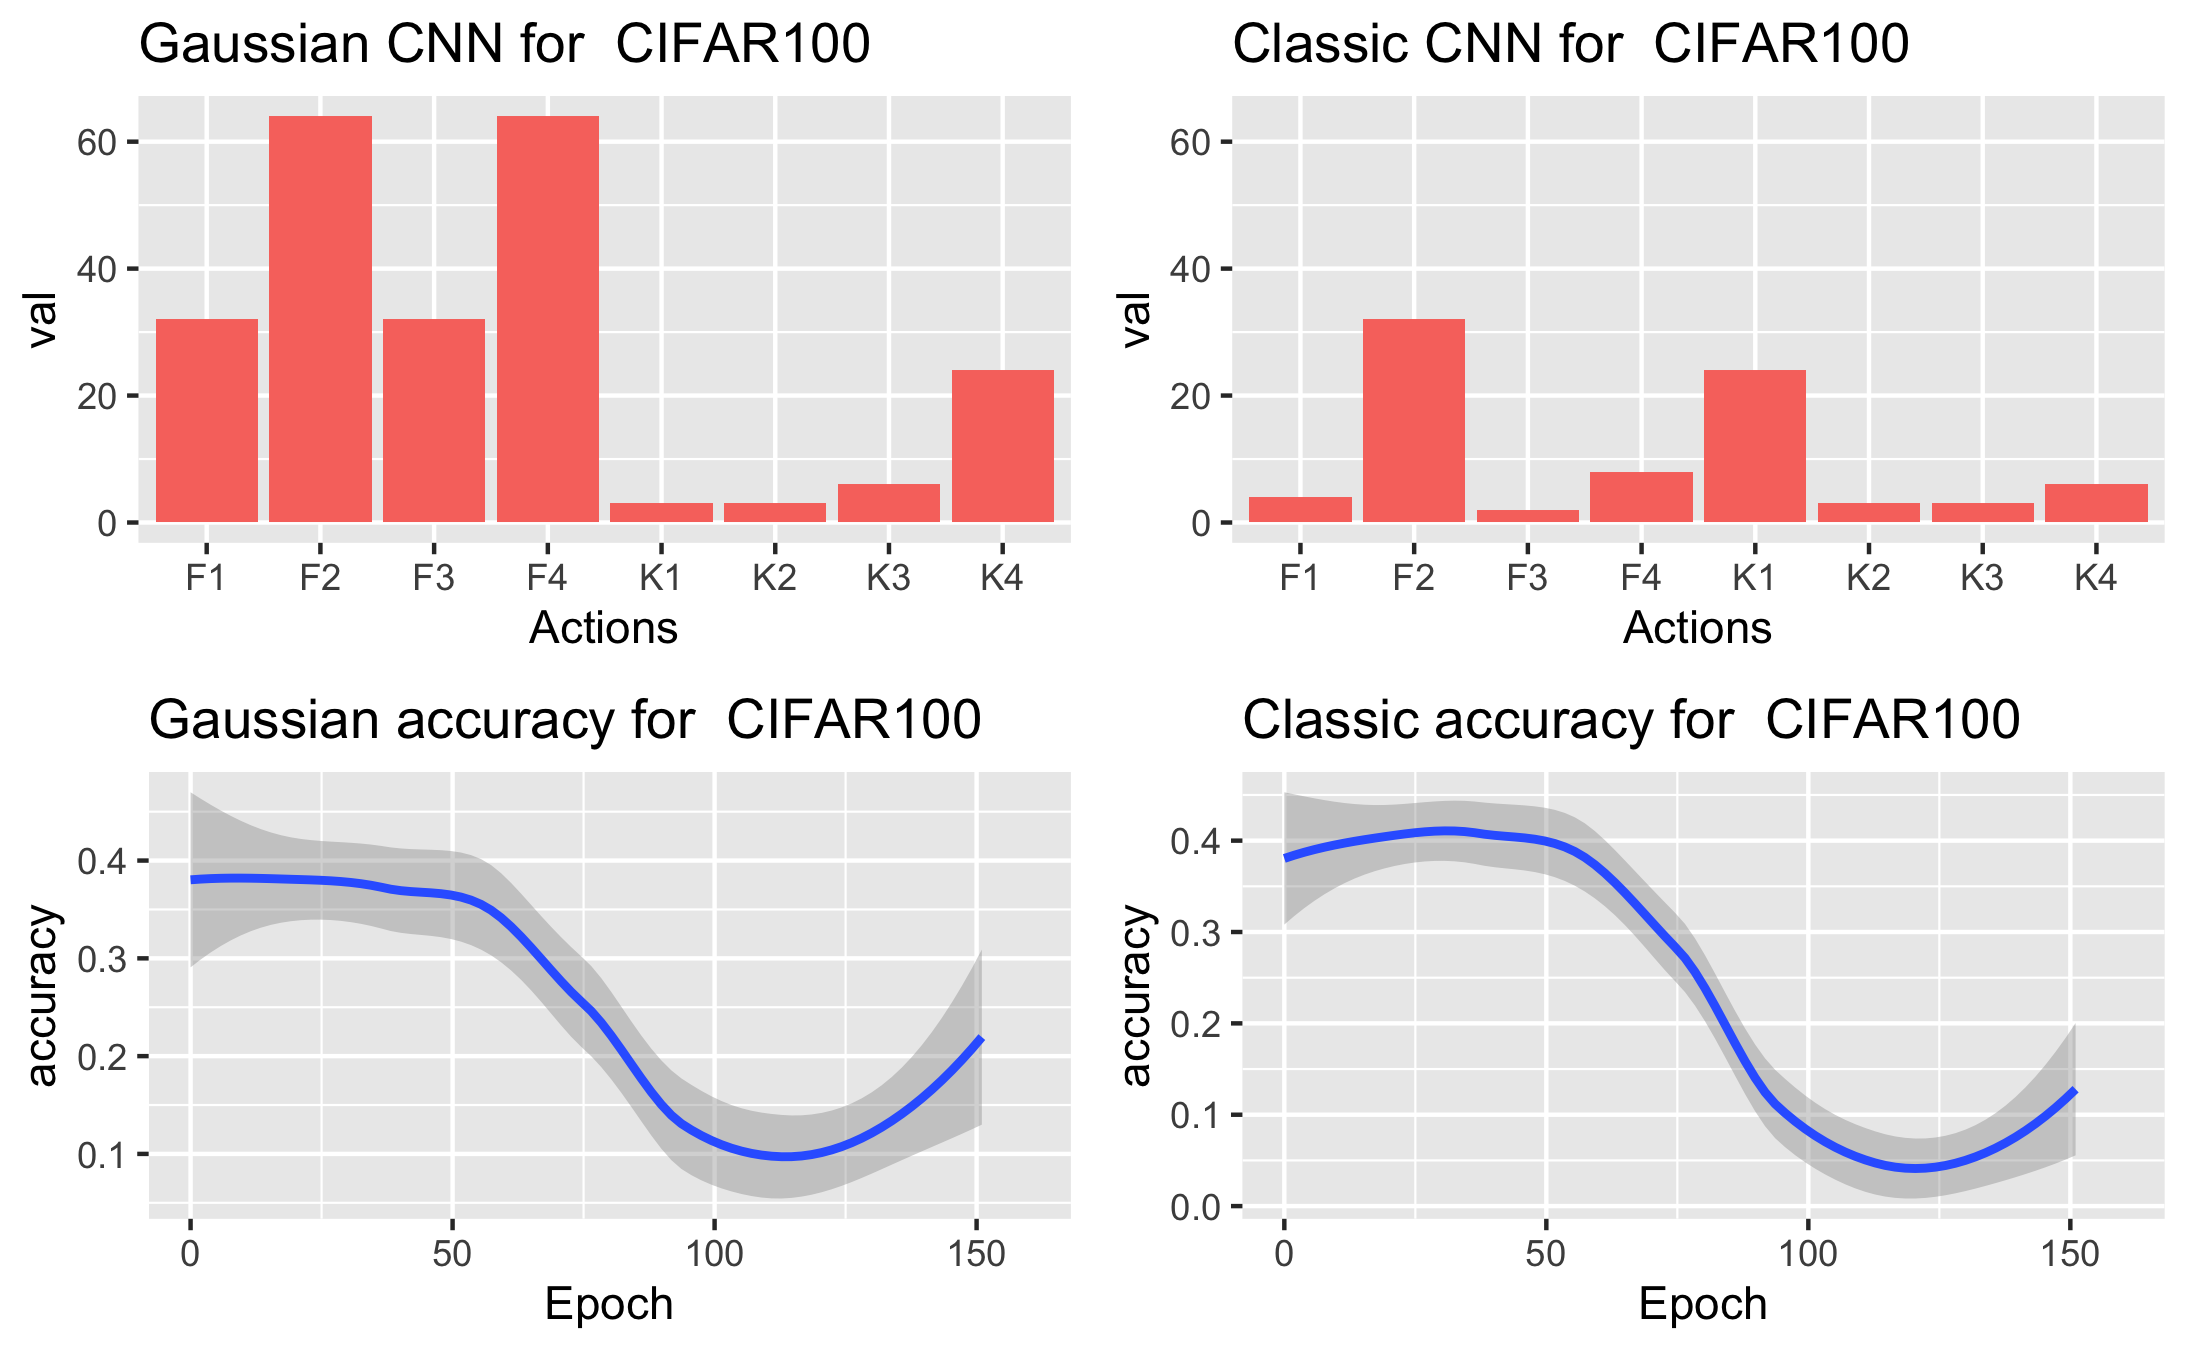 Gaussian CNN for  CIFAR100
60
40
20
0
val
F1 F2 F3 F4 K1 K2 K3 K4
Actions
Classic CNN for  CIFAR100
60
40
20
0
val
F1 F2 F3 F4 K1 K2 K3 K4
Actions
Gaussian accuracy for  CIFAR100
0.4
0.3
0.2
0.1
accuracy
0 50 100 150
Epoch
Classic accuracy for  CIFAR100
0.4
0.3
0.2
0.1
0.0
accuracy
0 50 100 150
Epoch